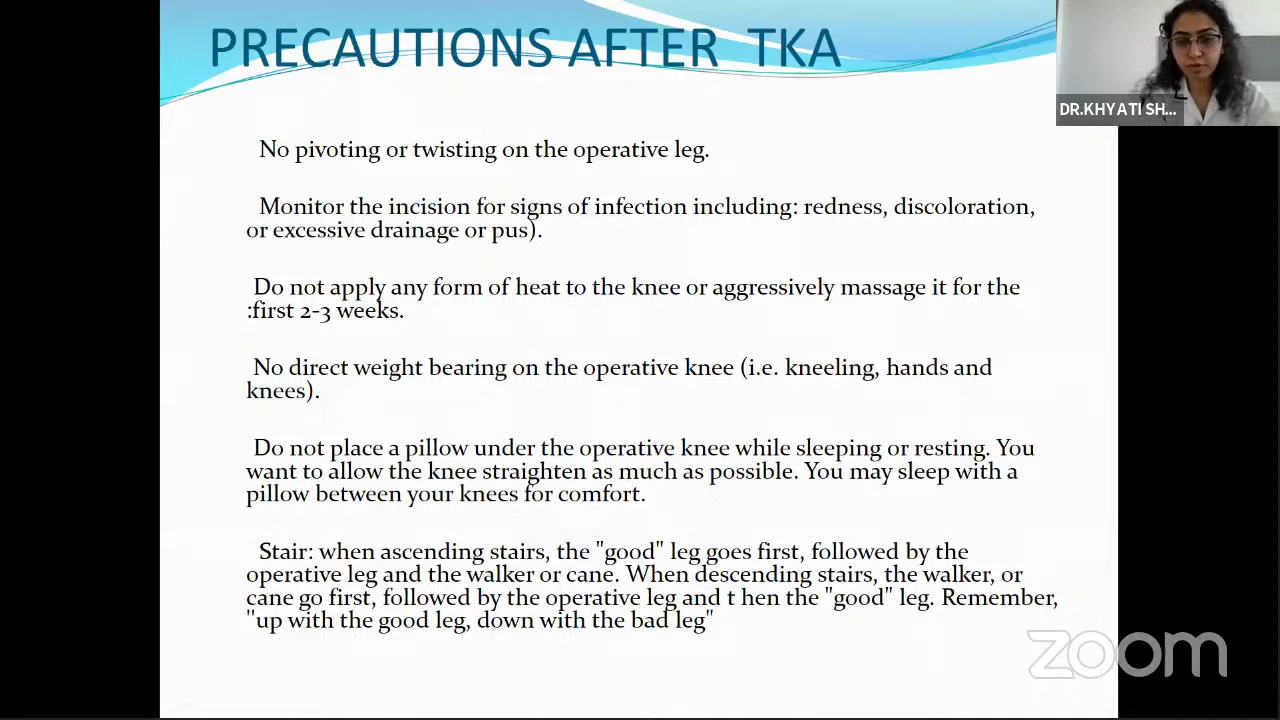 PRECAUTIONS AFTER TKA
DR.KHYATI SH...
No pivoting or twisting on the operative leg.
Monitor the incision for signs of infection including: redness, discoloration,
or excessive drainage or pus).
Do not apply any form of heat to the knee or aggressively massage it for the
:first 2-3 weeks.
No direct weight bearing on the operative knee (i.e. kneeling, hands and
knees).
Do not place a pillow under the operative knee while sleeping or resting. You
want to allow the knee straighten as much as possible. You may sleep with a
pillow between your knees for comfort.
Stair: when ascending stairs, the "good" leg goes first, followed by the
operative leg and the walker or cane. When descending stairs, the walker, or
cane go first, followed by the operative leg and t hen the "good" leg. Remember,
"up with the good leg, down with the bad leg"
zoom